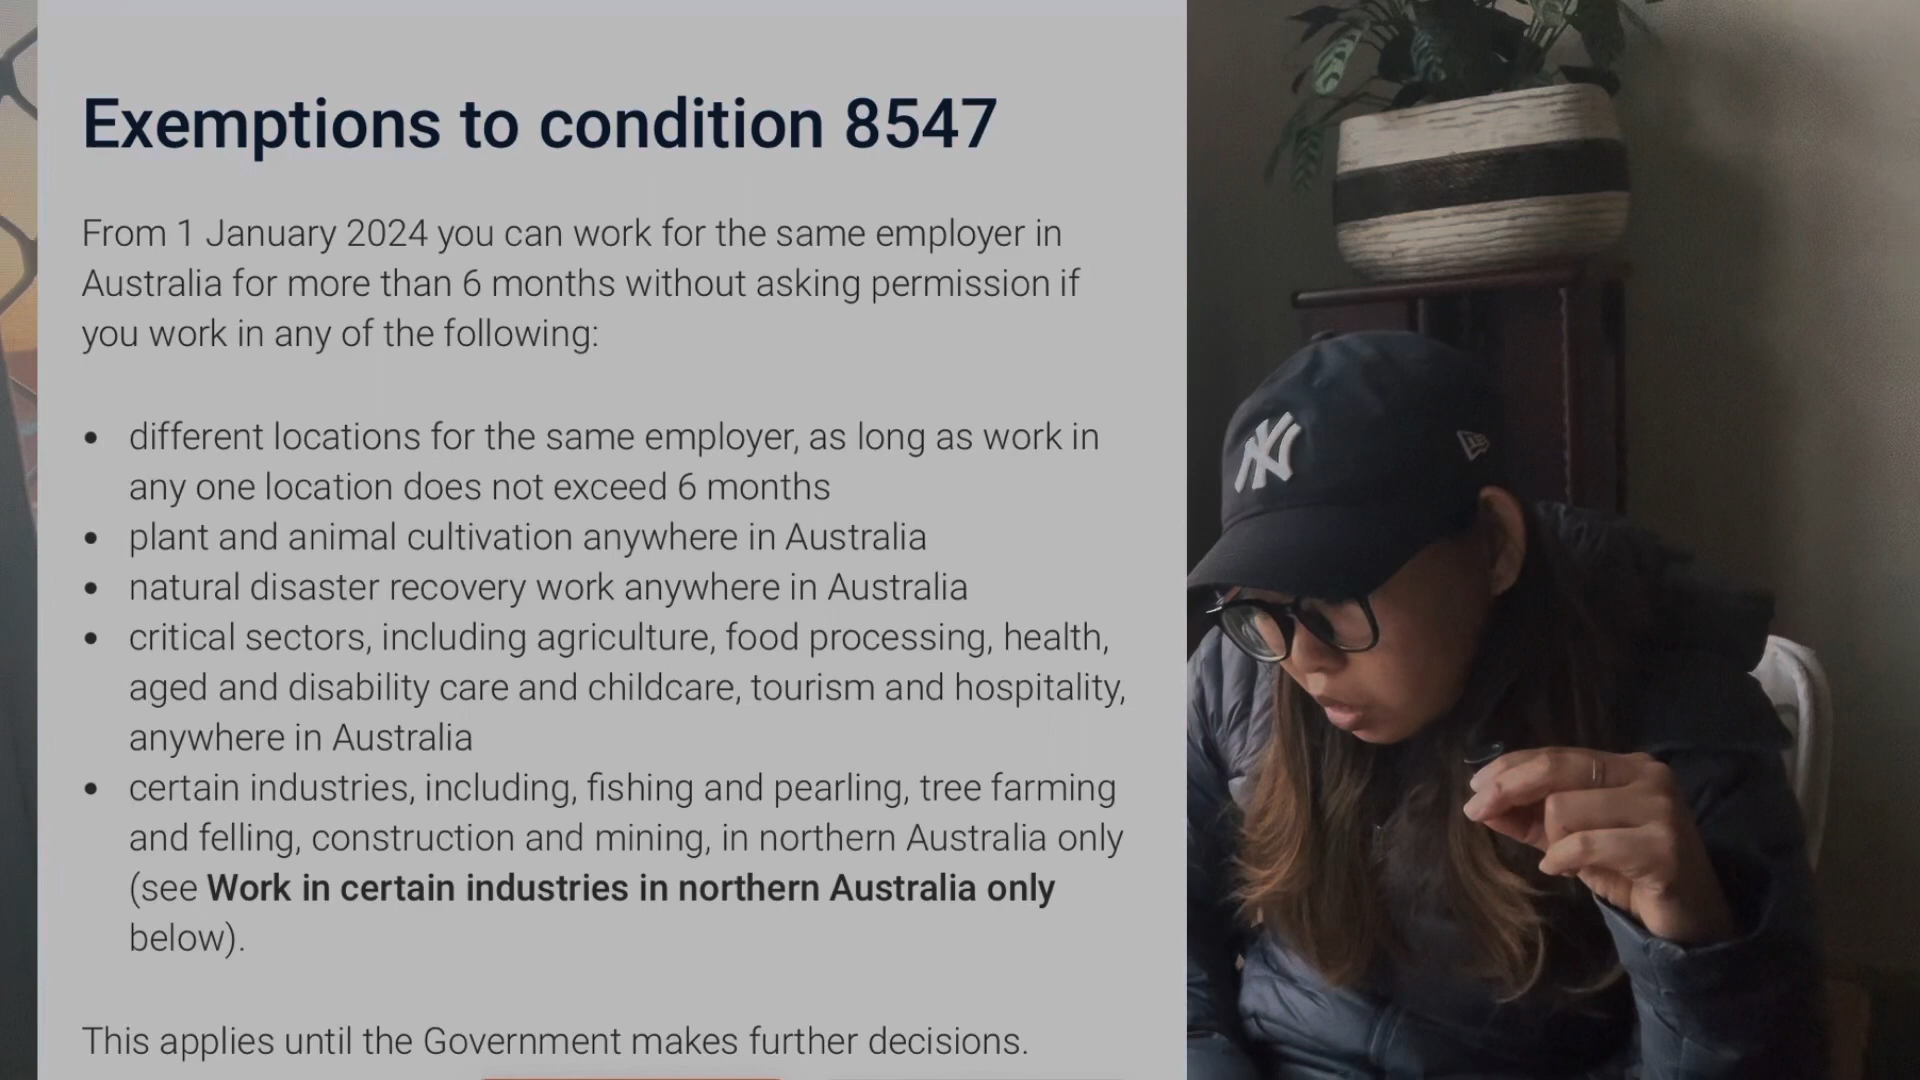 Exemptions to condition 8547
From 1 January 2024 you can work for the same employer in
Australia for more than 6 months without asking permission if
you work in any of the following:
• different locations for the same employer, as long as work in
any one location does not exceed 6 months
• plant and animal cultivation anywhere in Australia
• natural disaster recovery work anywhere in Australia
• critical sectors, including agriculture, food processing, health,
aged and disability care and childcare, tourism and hospitality,
anywhere in Australia
• certain industries, including, fishing and pearling, tree farming
and felling, construction and mining, in northern Australia only
(see Work in certain industries in northern Australia only
below).
This applies until the Government makes further decisions.
NY